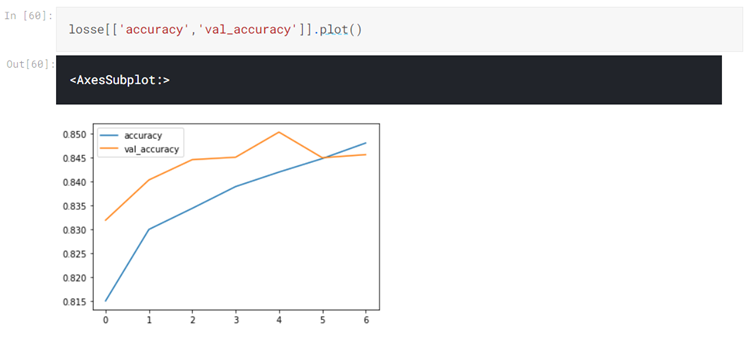 In [60]:
losse[['accuracy','val_accuracy']].plot()
Out[60]:
<AxesSubplot:>
accuracy
val_accuracy
0.850
0.845
0.840
0.835
0.830
0.825
0.820
0.815
0 1 2 3 4 5 6